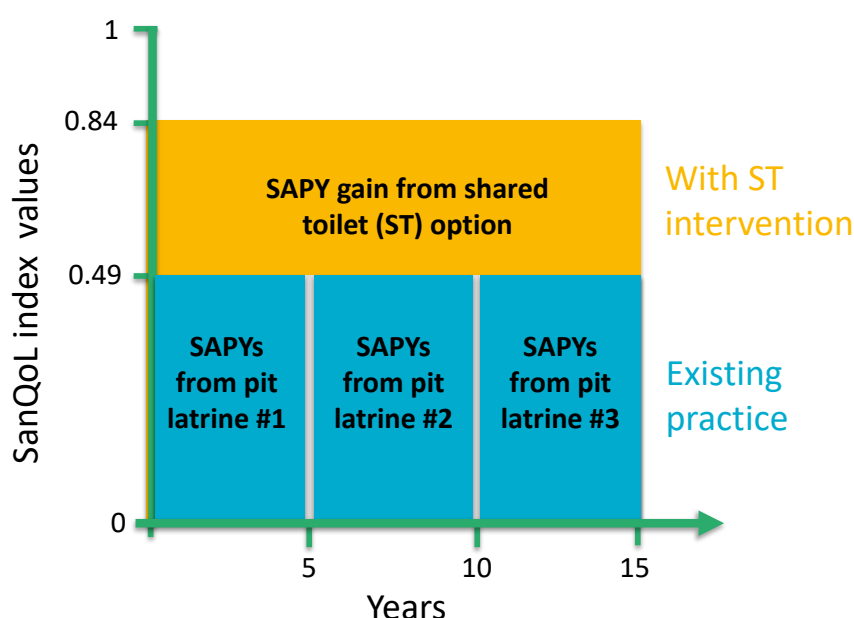 1
0.84
0.49
0
SanQoL index values
SAPY gain from shared
toilet (ST) option
SAPYs
from pit
latrine #1
SAPYs
from pit
latrine #2
SAPYs
from pit
latrine #3
With ST
intervention
Existing
practice
5
10
15
Years